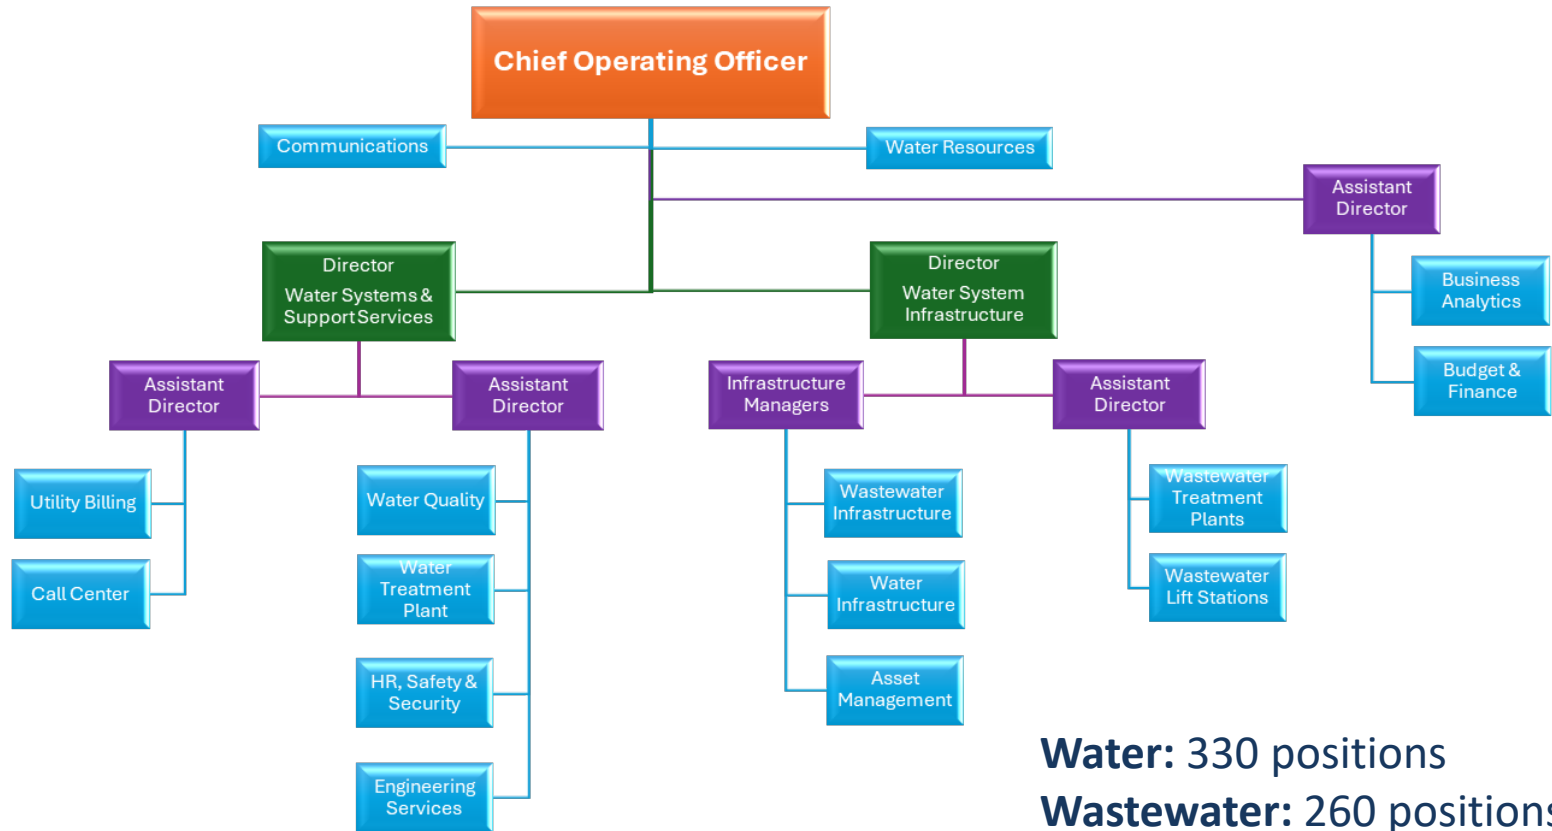 Chief Operating Officer
Communications
Water Resources
Assistant
Director
Director
Water Systems &
Support Services
Director
Water System
Infrastructure
Business
Analytics
Budget &
Finance
Assistant
Director
Assistant
Director
Infrastructure
Managers
Assistant
Director
Utility Billing
Call Center
Water Quality
Water
Treatment
Plant
HR, Safety &
Security
Engineering
Services
Wastewater
Infrastructure
Water
Infrastructure
Asset
Management
Wastewater
Treatment
Plants
Wastewater
Lift Stations
Water: 330 positions
Wastewater: 260 positions